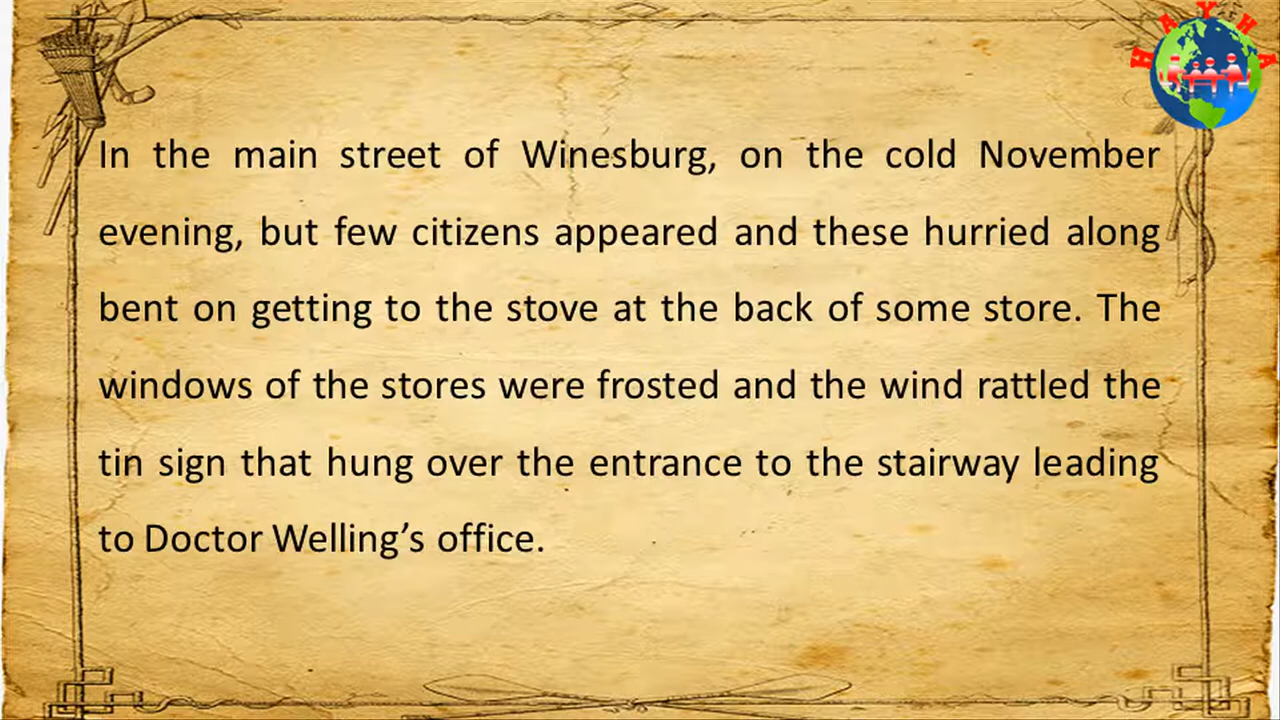 HAYHA
In the main street of Winesburg, on the cold November
evening, but few citizens appeared and these hurried along
bent on getting to the stove at the back of some store. The
windows of the stores were frosted and the wind rattled the
tin sign that hung over the entrance to the stairway leading
to Doctor Welling’s office.